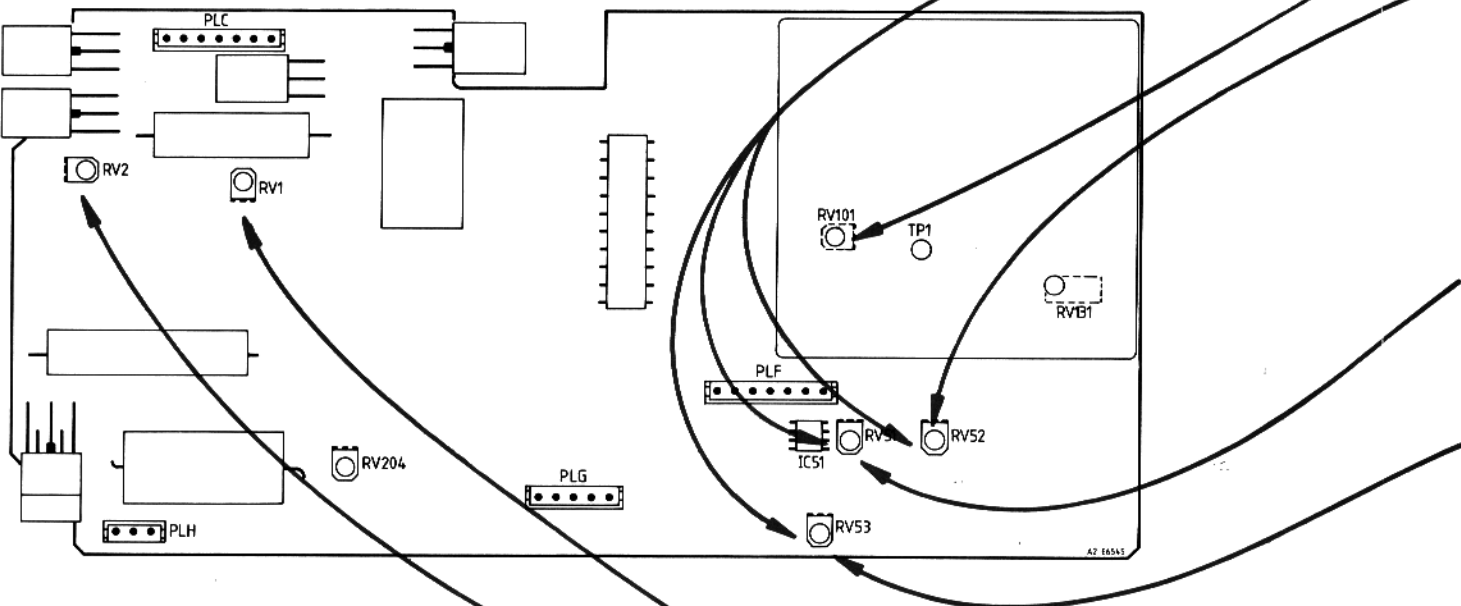 PLC
RV2
RV1
RV101
TP1
RV131
PLF
RV52
IC51
RV204
PLG
RV53
PLH
A2 E6545